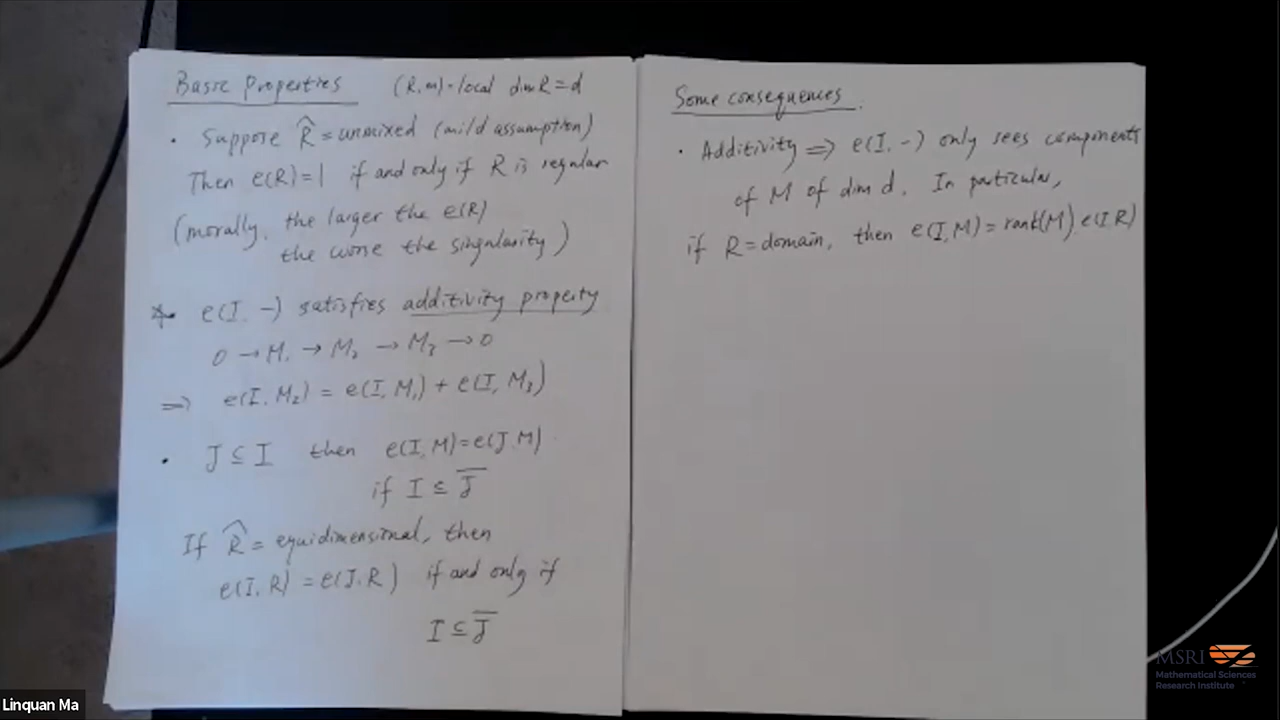 Basic Properties (R,m)-local dim R=d
· Suppose R̂ = unmixed (mild assumption)
Then e(R)=1 if and only if R is regular
(morally, the larger the e(R)
the worse the singularity)
* e(I,-) satisfies additivity property
0 → M₁ → M₂ → M₃ → 0
⟹ e(I,M₂) = e(I,M₁) + e(I,M₃)
· J ⊆ I then e(I,M)=e(J,M)
if I ⊆ J̅
If R̂ = equidimensional, then
e(I,R) = e(J,R) if and only if
I ⊆ J̅
Some consequences.
· Additivity ⟹ e(I,-) only sees components
of M of dim d. In particular,
if R = domain, then e(I,M) = rank(M) e(I,R)
MSRI
Mathematical Sciences
Research Institute
Linquan Ma